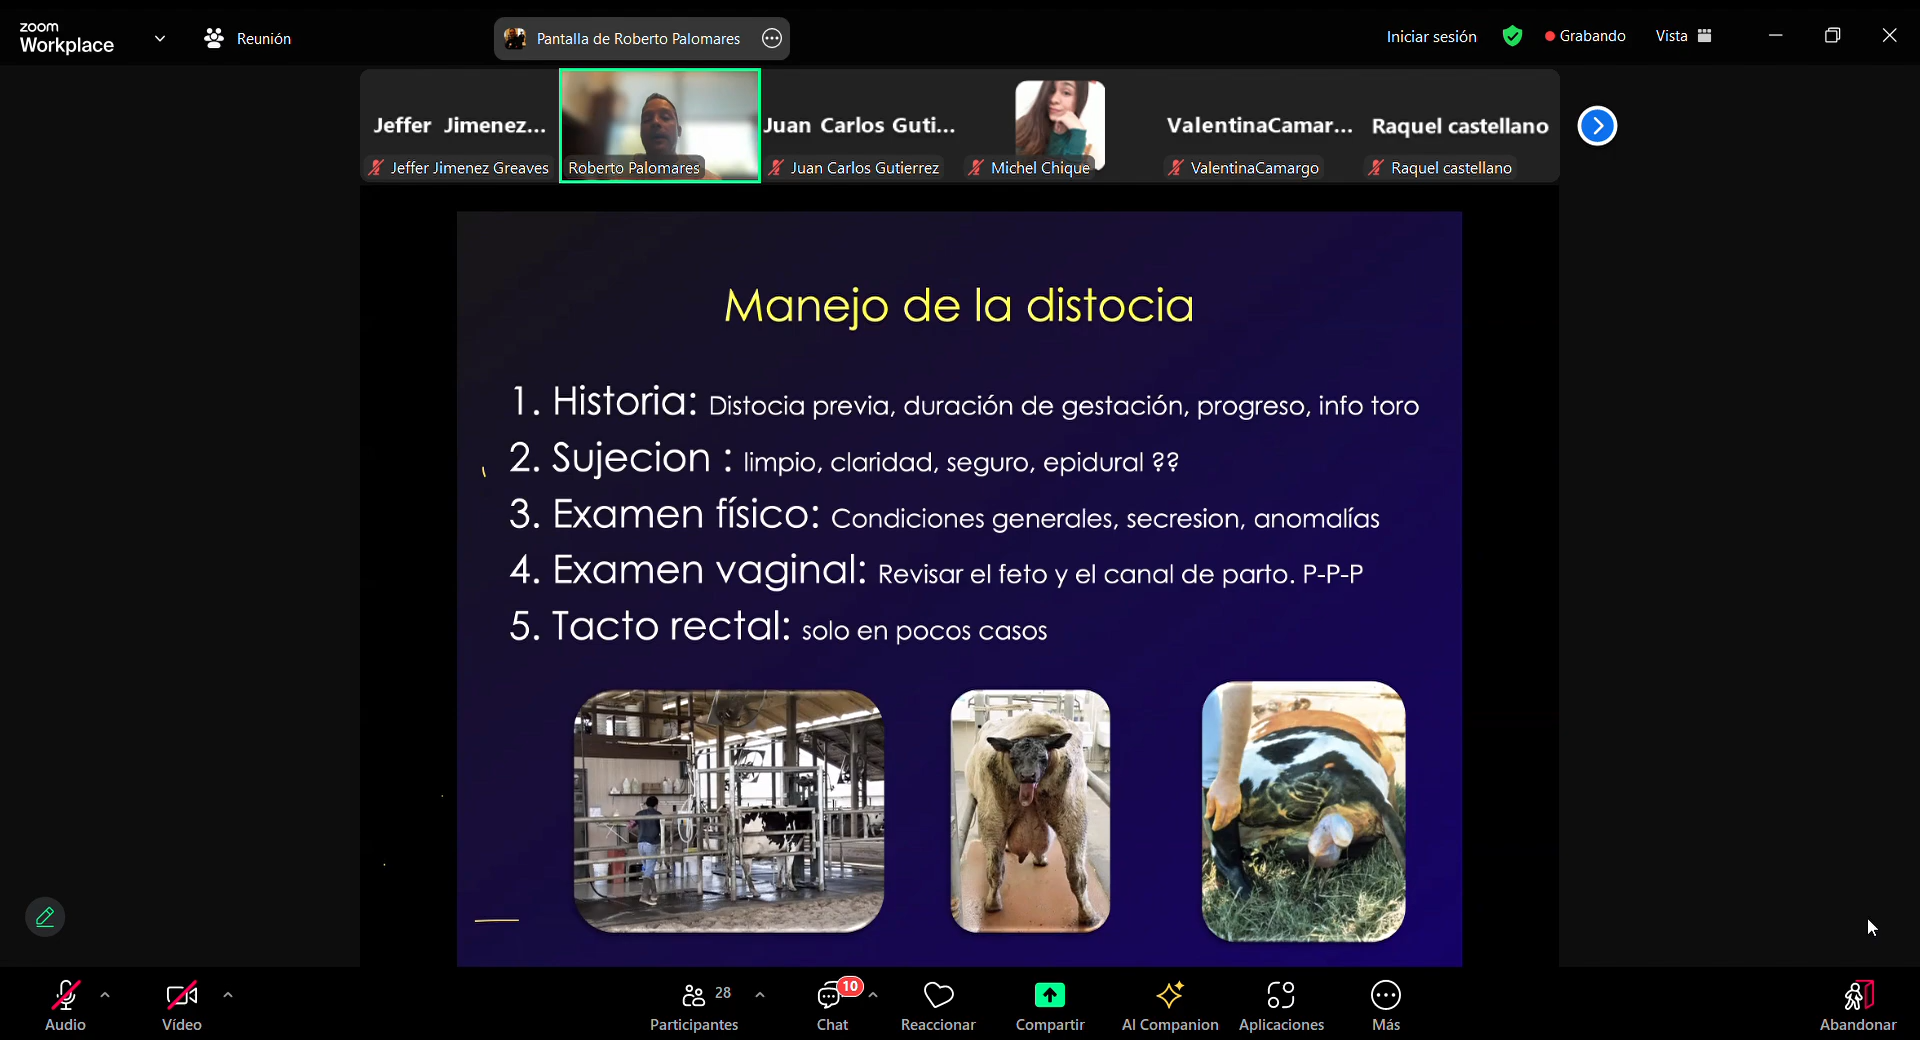 zoom
Workplace
Reunión
Pantalla de Roberto Palomares
Iniciar sesión
Grabando
Vista
Jeffer Jimenez...
Juan Carlos Guti...
ValentinaCamar...
Raquel castellano
Jeffer Jimenez Greaves
Roberto Palomares
Juan Carlos Gutierrez
Michel Chique
ValentinaCamargo
Raquel castellano
Manejo de la distocia
1. Historia: Distocia previa, duración de gestación, progreso, info toro
2. Sujecion : limpio, claridad, seguro, epidural ??
3. Examen físico: Condiciones generales, secresion, anomalías
4. Examen vaginal: Revisar el feto y el canal de parto. P-P-P
5. Tacto rectal: solo en pocos casos
Audio
Vídeo
28
Participantes
10
Chat
Reaccionar
Compartir
AI Companion
Aplicaciones
Más
Abandonar